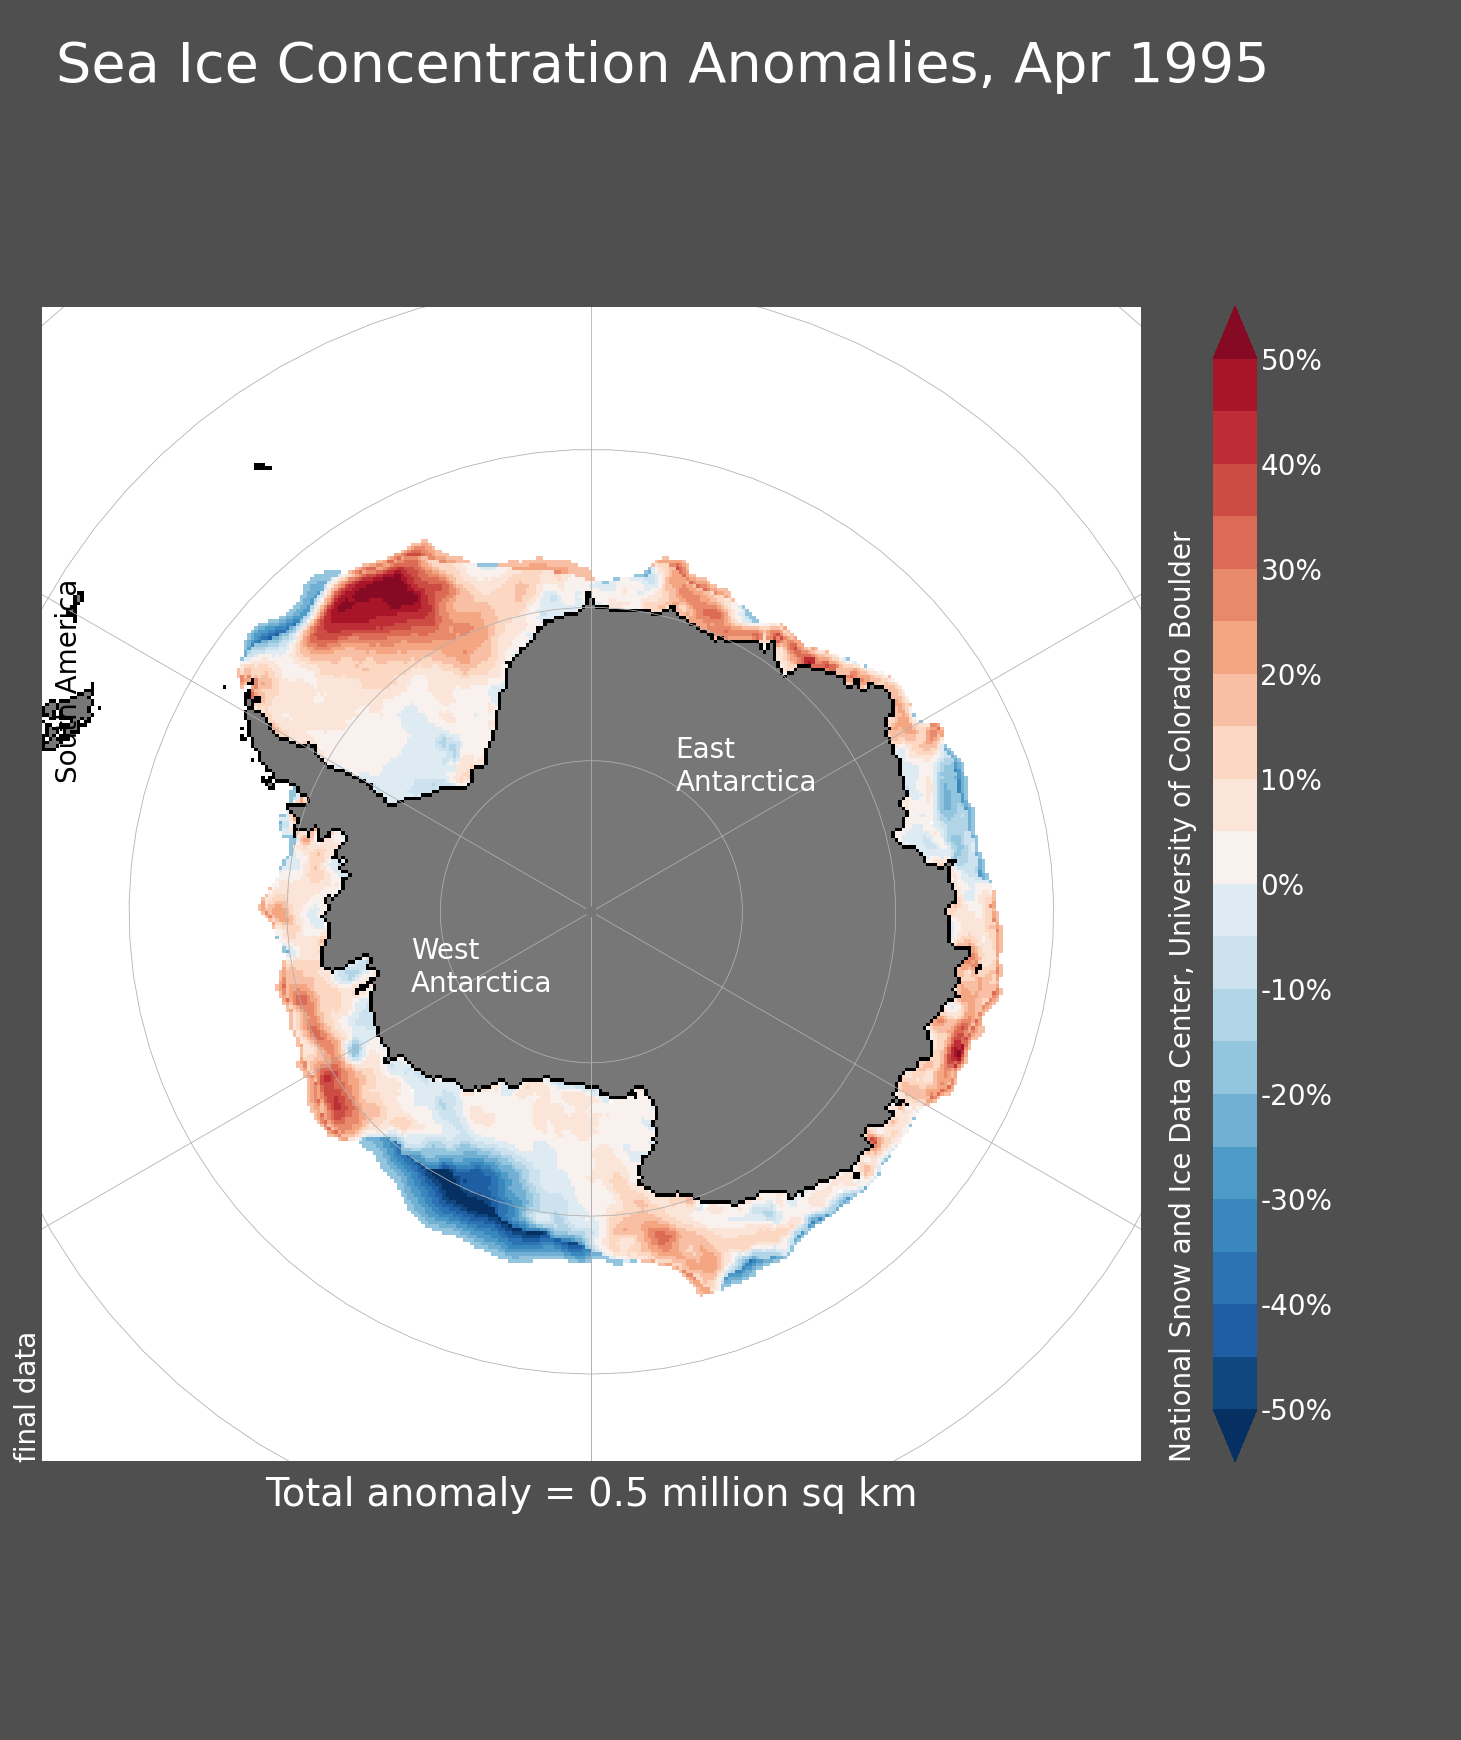 Sea Ice Concentration Anomalies, Apr 1995
South America
East
Antarctica
West
Antarctica
final data
National Snow and Ice Data Center, University of Colorado Boulder
50%
40%
30%
20%
10%
0%
-10%
-20%
-30%
-40%
-50%
Total anomaly = 0.5 million sq km